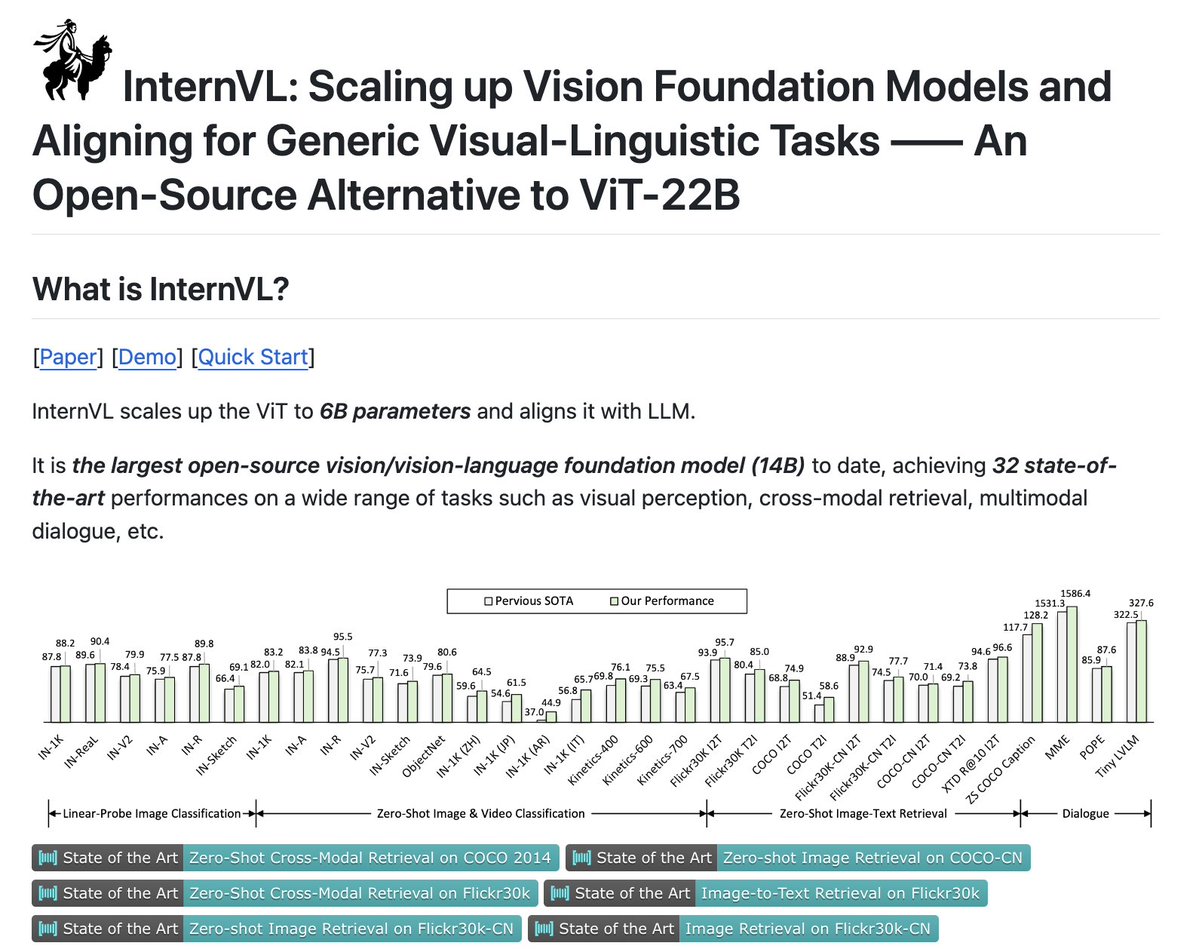 InternVL: Scaling up Vision Foundation Models and
Aligning for Generic Visual-Linguistic Tasks —— An
Open-Source Alternative to ViT-22B
What is InternVL?
[Paper] [Demo] [Quick Start]
InternVL scales up the ViT to 6B parameters and aligns it with LLM.
It is the largest open-source vision/vision-language foundation model (14B) to date, achieving 32 state-of-
the-art performances on a wide range of tasks such as visual perception, cross-modal retrieval, multimodal
dialogue, etc.
Pervious SOTA Our Performance
87.8 88.2 89.6 90.4 78.4 79.9 75.9 77.5 87.8 89.8 66.4 69.1 82.0 83.2 82.1 83.8 94.5 95.5 75.7 77.3 71.6 73.9 79.6 80.6 59.6 64.5 54.6 61.5 37.0 44.9 56.8 65.7 69.8 76.1 69.3 75.5 63.4 67.5 93.9 95.7 80.4 85.0 68.8 74.9 51.4 58.6 88.9 92.9 74.5 77.7 70.0 71.4 69.2 73.8 94.6 96.6 117.7 128.2 1531.3 1586.4 85.9 87.6 322.5 327.6
IN-1K IN-ReaL IN-V2 IN-A IN-R IN-Sketch IN-1K IN-A IN-R IN-V2 IN-Sketch ObjectNet IN-1K (ZH) IN-1K (JP) IN-1K (AR) IN-1K (IT) Kinetics-400 Kinetics-600 Kinetics-700 Flickr30K I2T Flickr30K T2I COCO I2T COCO T2I Flickr30K-CN I2T Flickr30K-CN T2I COCO-CN I2T COCO-CN T2I XTD R@10 I2T ZS COCO Caption MME POPE Tiny LVLM
Linear-Probe Image Classification Zero-Shot Image & Video Classification Zero-Shot Image-Text Retrieval Dialogue
State of the Art Zero-Shot Cross-Modal Retrieval on COCO 2014 State of the Art Zero-shot Image Retrieval on COCO-CN
State of the Art Zero-Shot Cross-Modal Retrieval on Flickr30k State of the Art Image-to-Text Retrieval on Flickr30k
State of the Art Zero-shot Image Retrieval on Flickr30k-CN State of the Art Image Retrieval on Flickr30k-CN